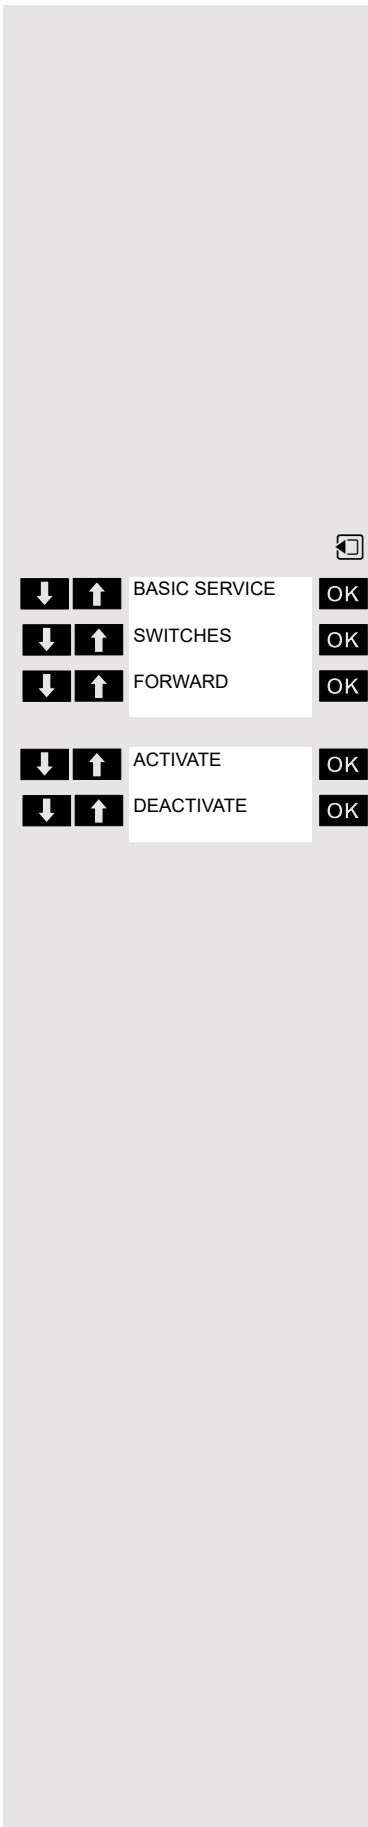 BASIC SERVICE OK
SWITCHES OK
FORWARD OK
ACTIVATE OK
DEACTIVATE OK